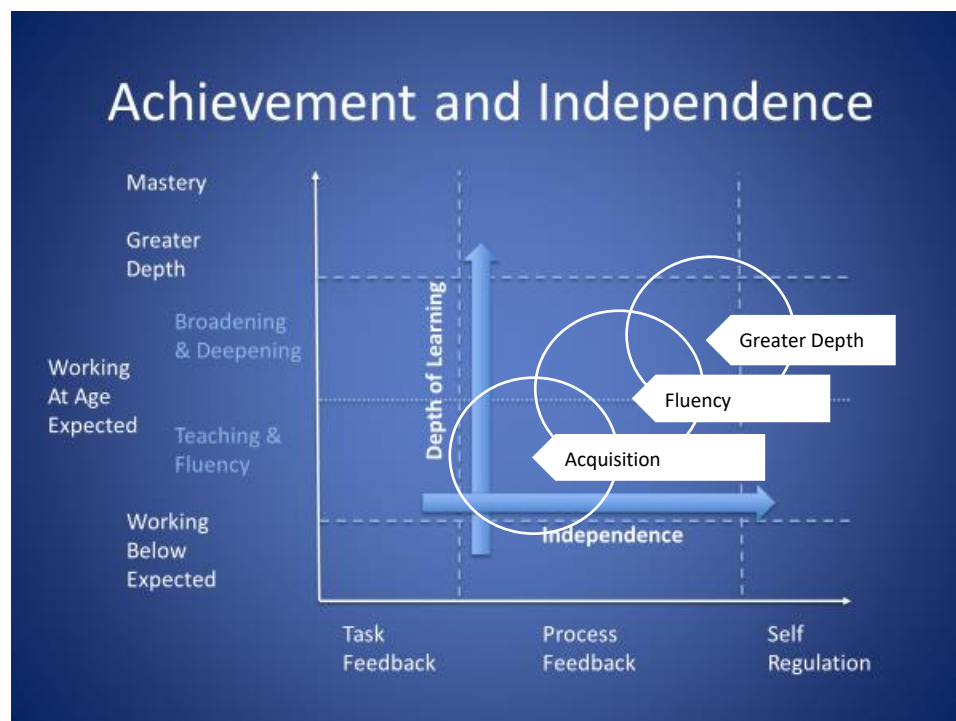 Achievement and Independence
Mastery
Greater
Depth
Broadening
& Deepening
Working
At Age
Expected
Teaching &
Fluency
Working
Below
Expected
Depth of Learning
Greater Depth
Fluency
Acquisition
Independence
Task
Feedback
Process
Feedback
Self
Regulation